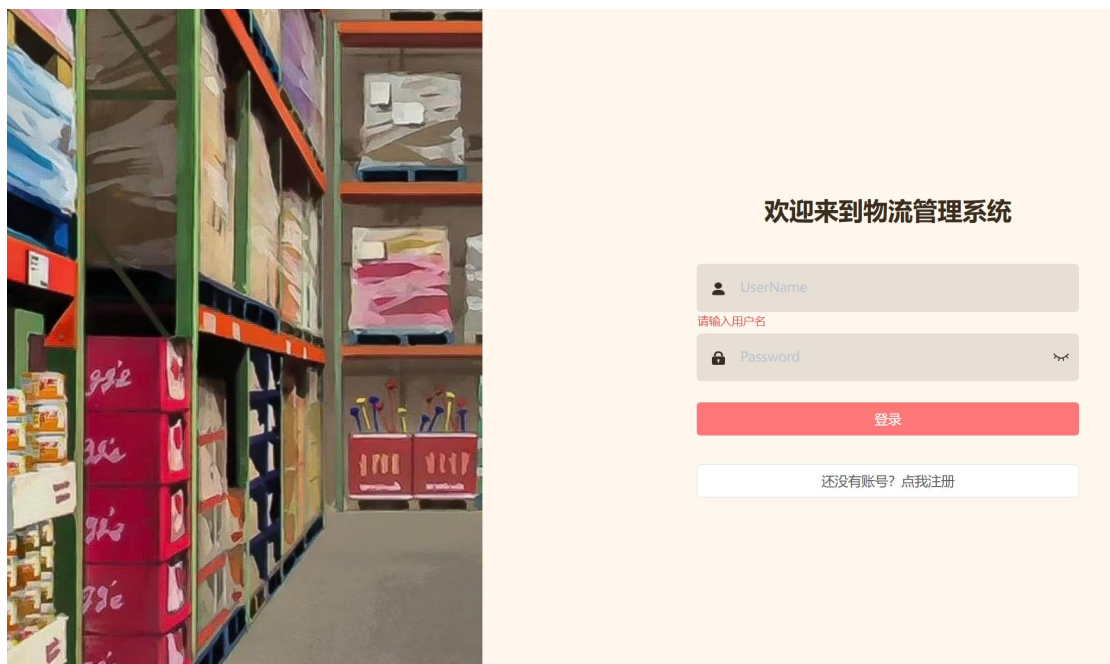 欢迎来到物流管理系统
UserName
请输入用户名
Password
登录
还没有账号？点我注册